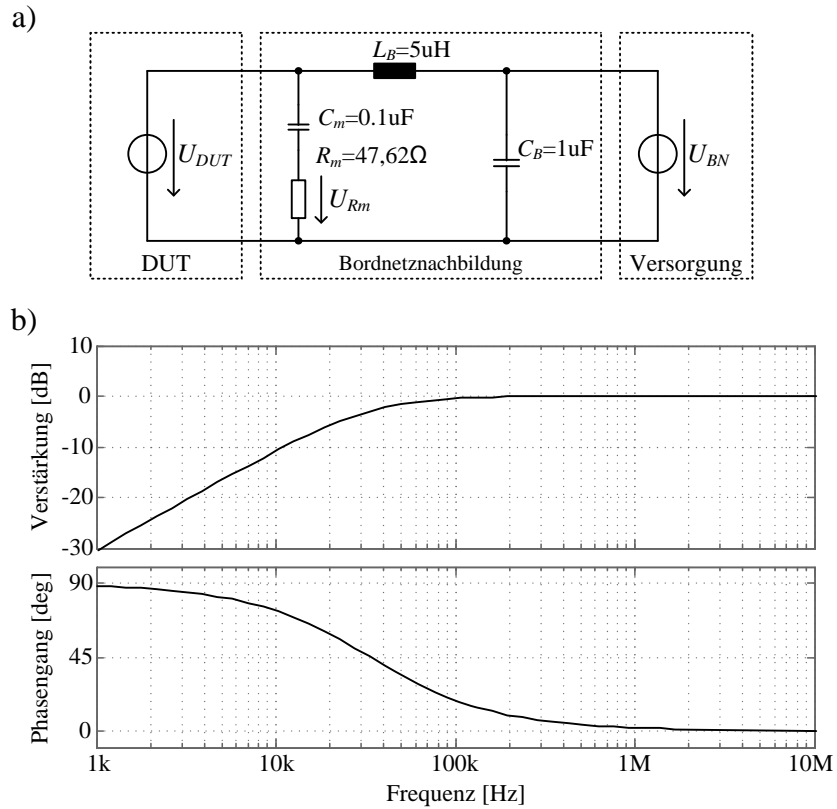 a)
L_B=5uH
C_m=0.1uF
R_m=47,62Ω
C_B=1uF
U_DUT
U_Rm
U_BN
DUT
Bordnetznachbildung
Versorgung
b)
Verstärkung [dB]
10
0
-10
-20
-30
Phasengang [deg]
90
45
0
1k 10k 100k 1M 10M
Frequenz [Hz]